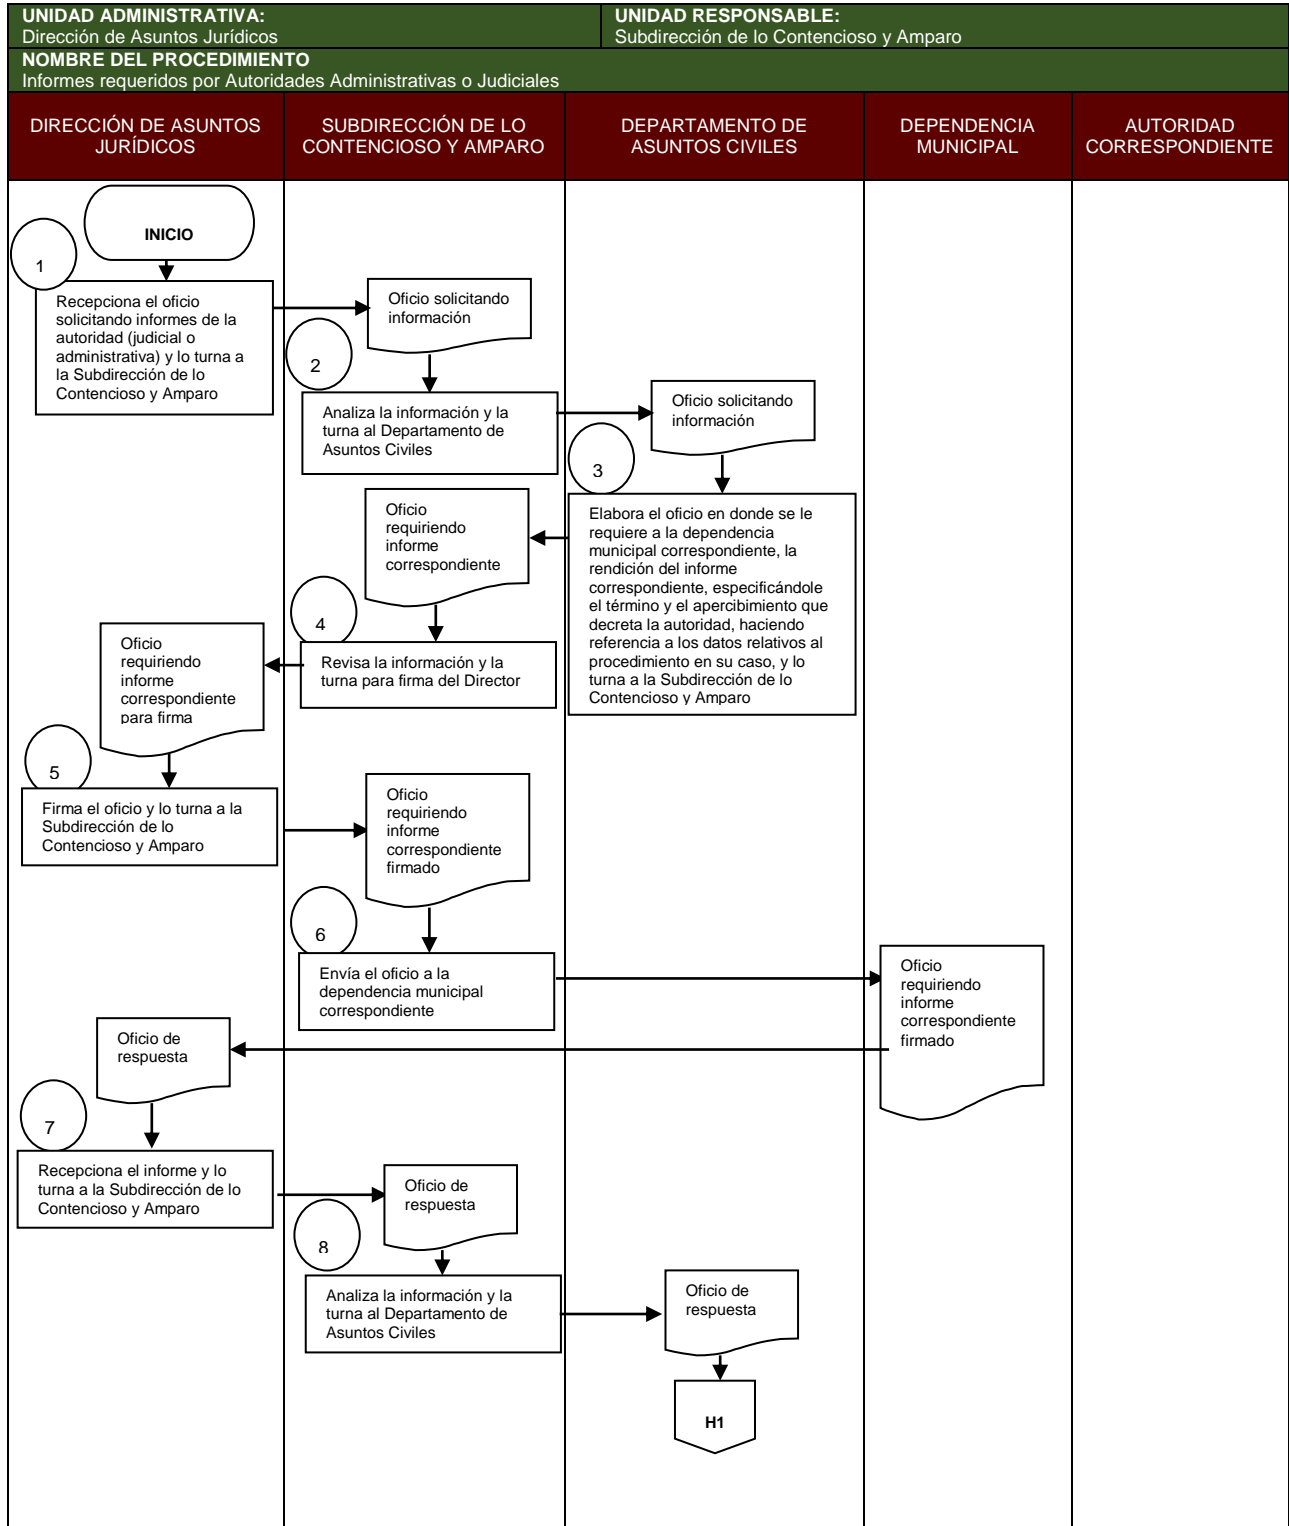 UNIDAD ADMINISTRATIVA:
Dirección de Asuntos Jurídicos
UNIDAD RESPONSABLE:
Subdirección de lo Contencioso y Amparo
NOMBRE DEL PROCEDIMIENTO
Informes requeridos por Autoridades Administrativas o Judiciales
DIRECCIÓN DE ASUNTOS
JURÍDICOS
SUBDIRECCIÓN DE LO
CONTENCIOSO Y AMPARO
DEPARTAMENTO DE
ASUNTOS CIVILES
DEPENDENCIA
MUNICIPAL
AUTORIDAD
CORRESPONDIENTE
INICIO
1
Recepciona el oficio
solicitando informes de la
autoridad (judicial o
administrativa) y lo turna a
la Subdirección de lo
Contencioso y Amparo
Oficio solicitando
información
2
Analiza la información y la
turna al Departamento de
Asuntos Civiles
Oficio solicitando
información
3
Elabora el oficio en donde se le
requiere a la dependencia
municipal correspondiente, la
rendición del informe
correspondiente, especificándole
el término y el apercibimiento que
decreta la autoridad, haciendo
referencia a los datos relativos al
procedimiento en su caso, y lo
turna a la Subdirección de lo
Contencioso y Amparo
Oficio
requiriendo
informe
correspondiente
4
Revisa la información y la
turna para firma del Director
Oficio
requiriendo
informe
correspondiente
para firma
5
Firma el oficio y lo turna a la
Subdirección de lo
Contencioso y Amparo
Oficio
requiriendo
informe
correspondiente
firmado
6
Envía el oficio a la
dependencia municipal
correspondiente
Oficio
requiriendo
informe
correspondiente
firmado
Oficio de
respuesta
7
Recepciona el informe y lo
turna a la Subdirección de lo
Contencioso y Amparo
Oficio de
respuesta
8
Analiza la información y la
turna al Departamento de
Asuntos Civiles
Oficio de
respuesta
H1